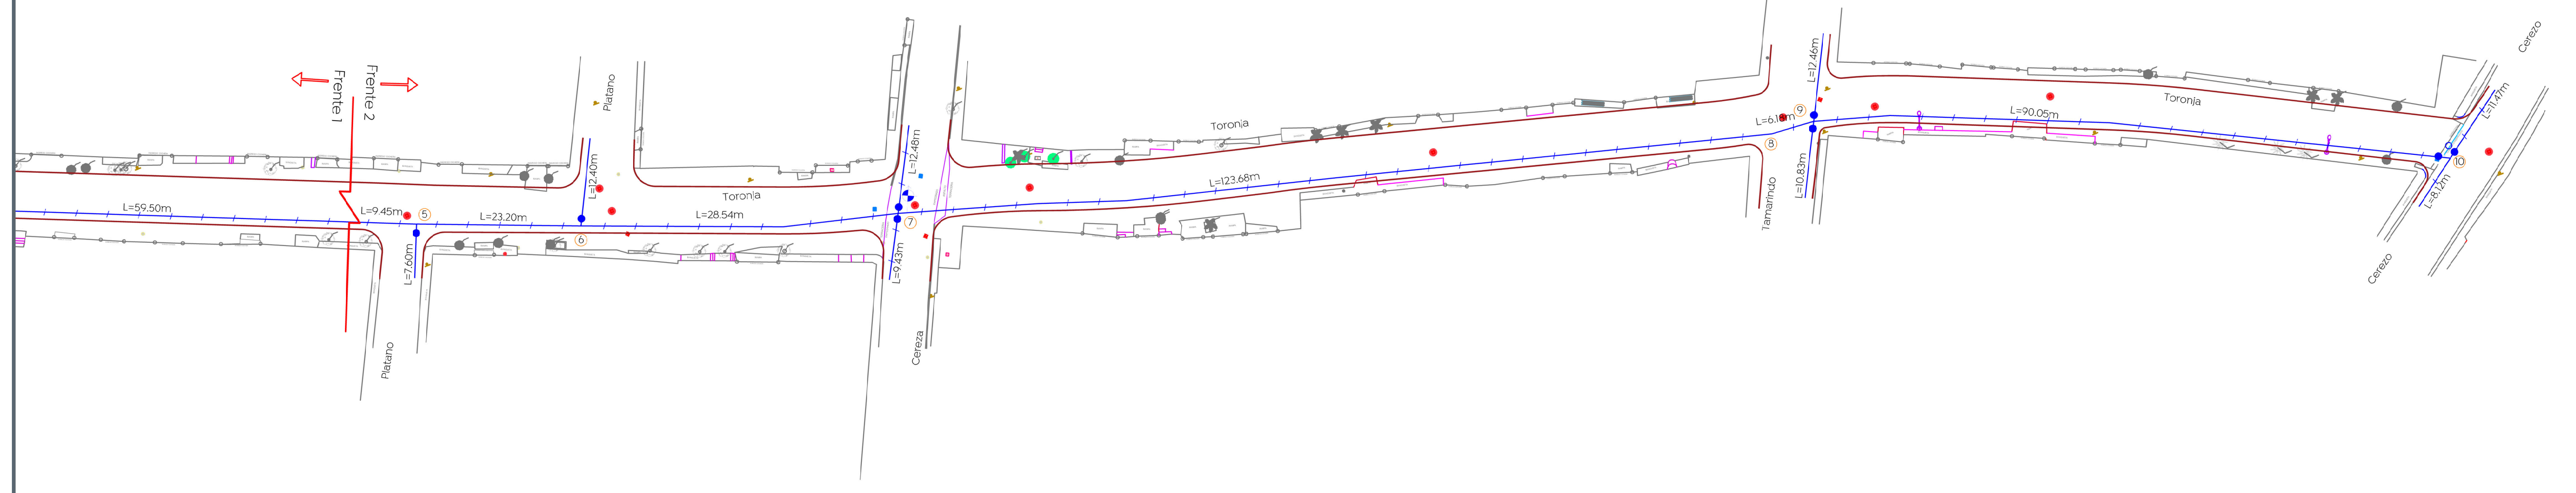 Frente 1
Frente 2
Platano
L=12.40m
L=59.50m
L=9.45m
5
L=23.20m
6
L=28.54m
Toronja
L=7.60m
Platano
L=12.48m
7
L=9.43m
Cereza
Toronja
L=123.68m
L=12.46m
9
8
L=10.83m
Tamarindo
L=90.05m
Toronja
Cerezo
L=11.47m
10
L=8.12m
Cerezo